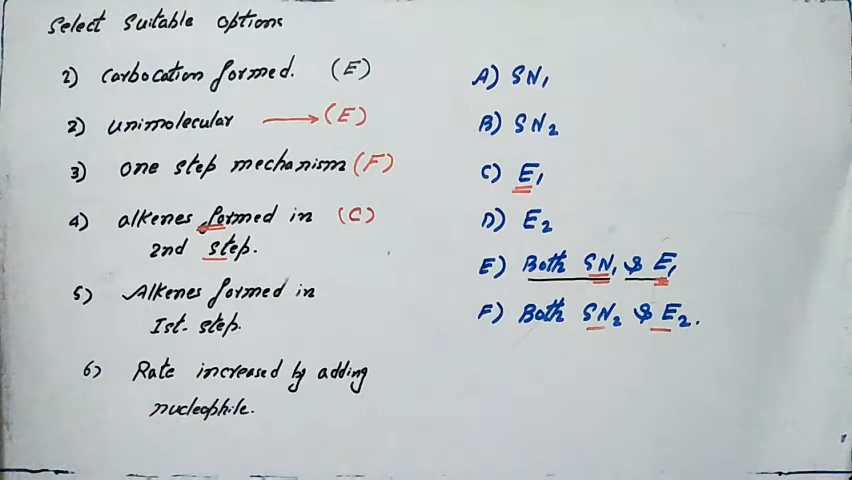 Select Suitable options
1) Carbocation formed. (E)
2) unimolecular → (E)
3) one step mechanism (F)
4) alkenes formed in (C)
2nd step.
5) Alkenes formed in
Ist. step.
6) Rate increased by adding
nucleophile.
A) SN1
B) SN2
C) E1
D) E2
E) Both SN1 & E1
F) Both SN2 & E2.